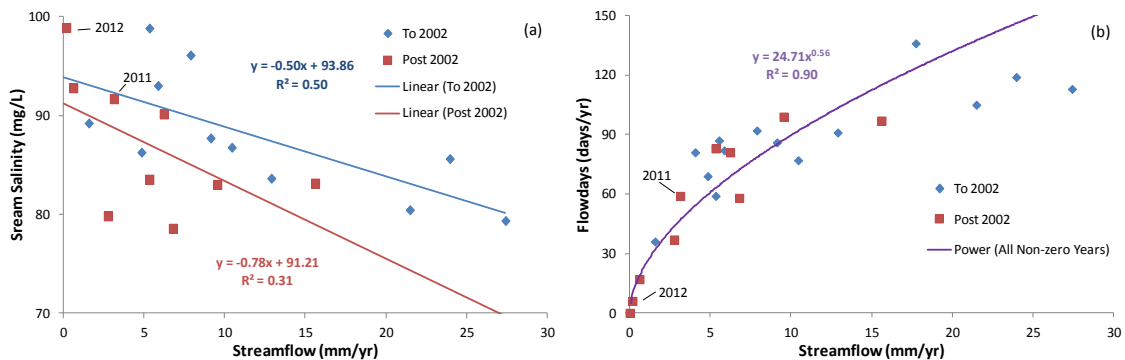 (a)
Sream Salinity (mg/L)
100
90
80
70
0
5
10
15
20
25
30
Streamflow (mm/yr)
2012
2011
y = -0.50x + 93.86
R² = 0.50
y = -0.78x + 91.21
R² = 0.31
To 2002
Post 2002
Linear (To 2002)
Linear (Post 2002)
(b)
Flowdays (days/yr)
150
120
90
60
30
0
0
5
10
15
20
25
30
Streamflow (mm/yr)
y = 24.71x^0.56
R² = 0.90
2011
2012
To 2002
Post 2002
Power (All Non-zero Years)